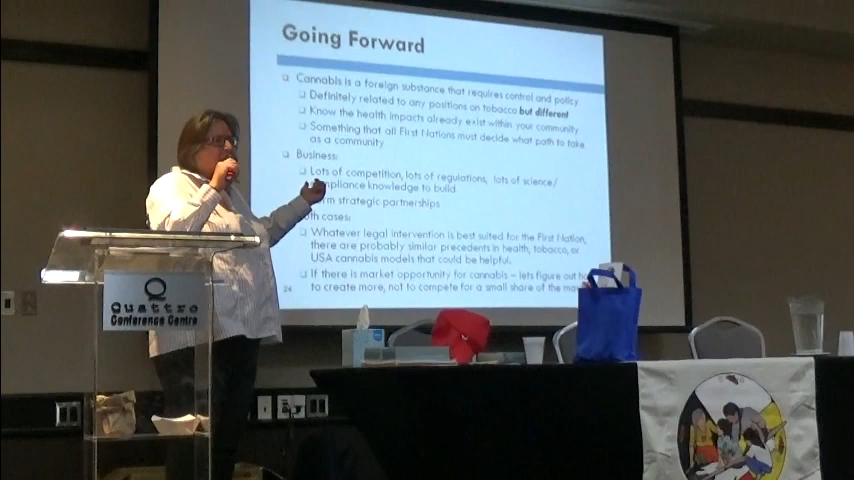 Going Forward
Cannabis is a foreign substance that requires control and policy
Definitely related to any positions on tobacco but different
Know the health impacts already exist within your community
Something that all First Nations must decide what path to take
as a community
Business:
Lots of competition, lots of regulations, lots of science/
compliance knowledge to build
strategic partnerships
cases:
Whatever legal intervention is best suited for the First Nation,
there are probably similar precedents in health, tobacco, or
USA cannabis models that could be helpful.
If there is market opportunity for cannabis – lets figure out
to create more, not to compete for a small share of the
24
Quattro
Conference Centre